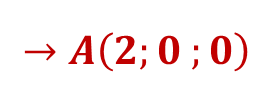 → A(2; 0 ; 0)